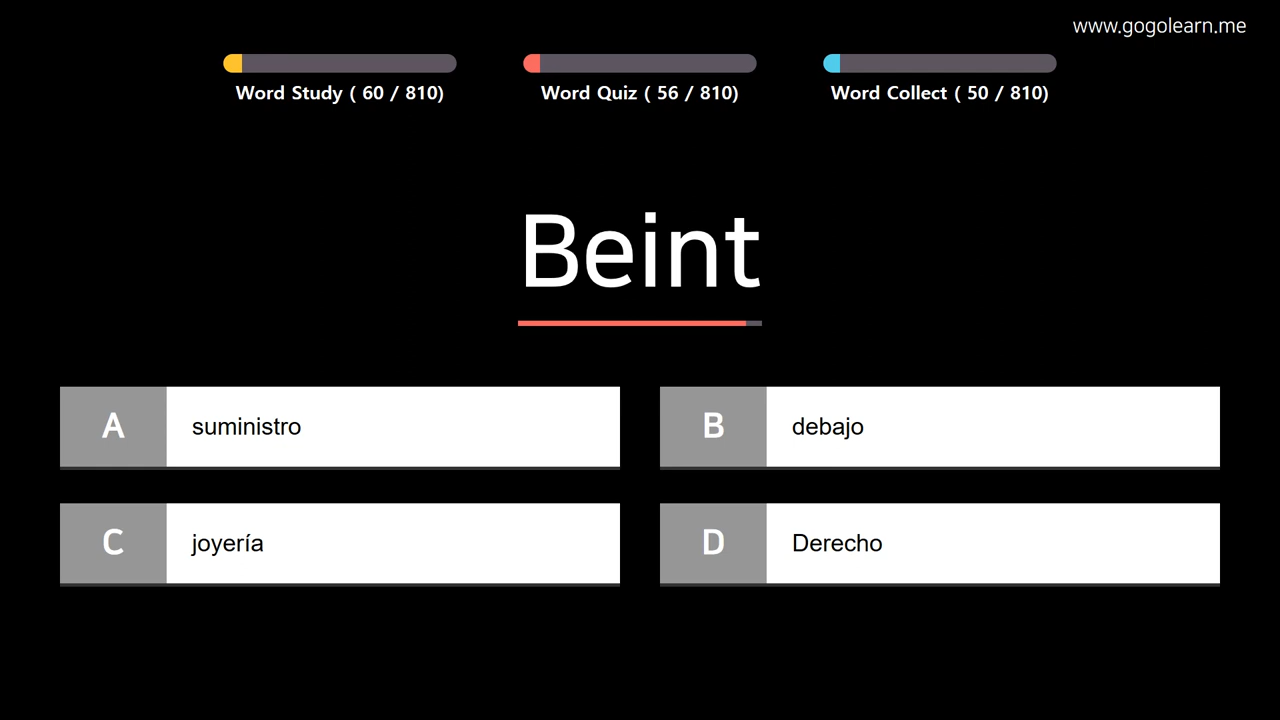 www.gogolearn.me
Word Study ( 60 / 810)
Word Quiz ( 56 / 810)
Word Collect ( 50 / 810)
Beint
A suministro
B debajo
C joyería
D Derecho